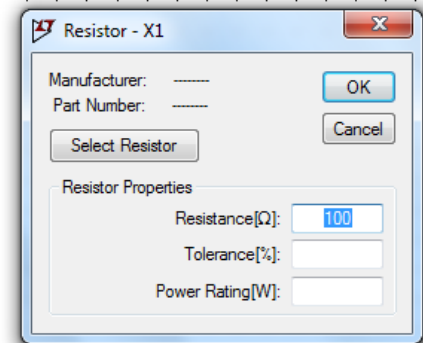 Resistor - X1
Manufacturer: --------
Part Number: --------
OK
Cancel
Select Resistor
Resistor Properties
Resistance[Ω]: 100
Tolerance[%]:
Power Rating[W]: